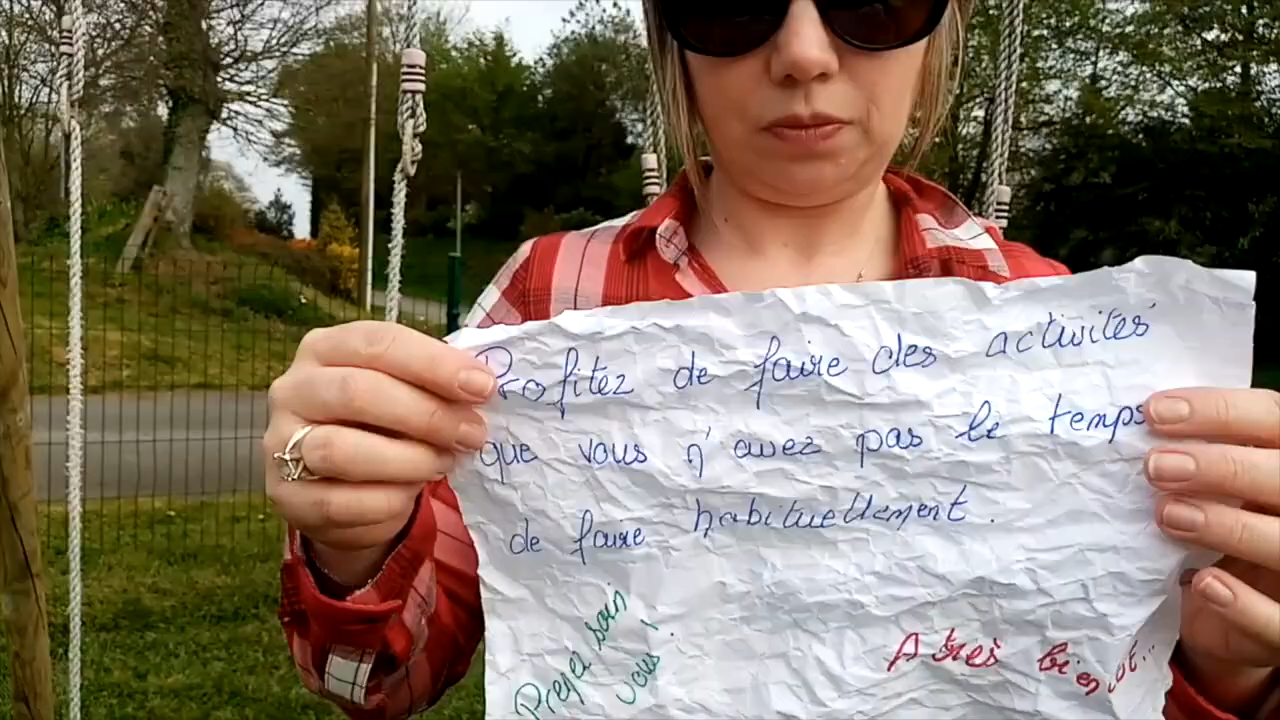 Profitez de faire des activités
que vous n'avez pas le temps
de faire habituellement.
Prenez soin
vous !
A très bientôt...